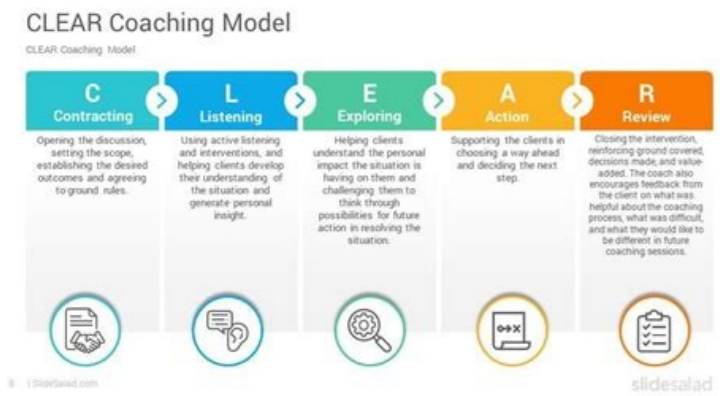 CLEAR Coaching Model
CLEAR Coaching Model
C
Contracting
Opening the discussion,
setting the scope,
establishing the desired
outcomes and agreeing
to ground rules.
L
Listening
Using active listening
and interventions, and
helping clients develop
their understanding of
the situation and
generate personal
insight.
E
Exploring
Helping clients
understand the personal
impact the situation is
having on them and
challenging them to
think through
possibilities for future
action in resolving the
situation.
A
Action
Supporting the clients in
choosing a way ahead
and deciding the next
step.
R
Review
Closing the intervention,
reinforcing ground covered,
decisions made, and value-
added. The coach also
encourages feedback from
the client on what was
helpful about the coaching
process, what was difficult,
and what they would like to
be different in future
coaching sessions.
| SlideSalad.com
slidesalad